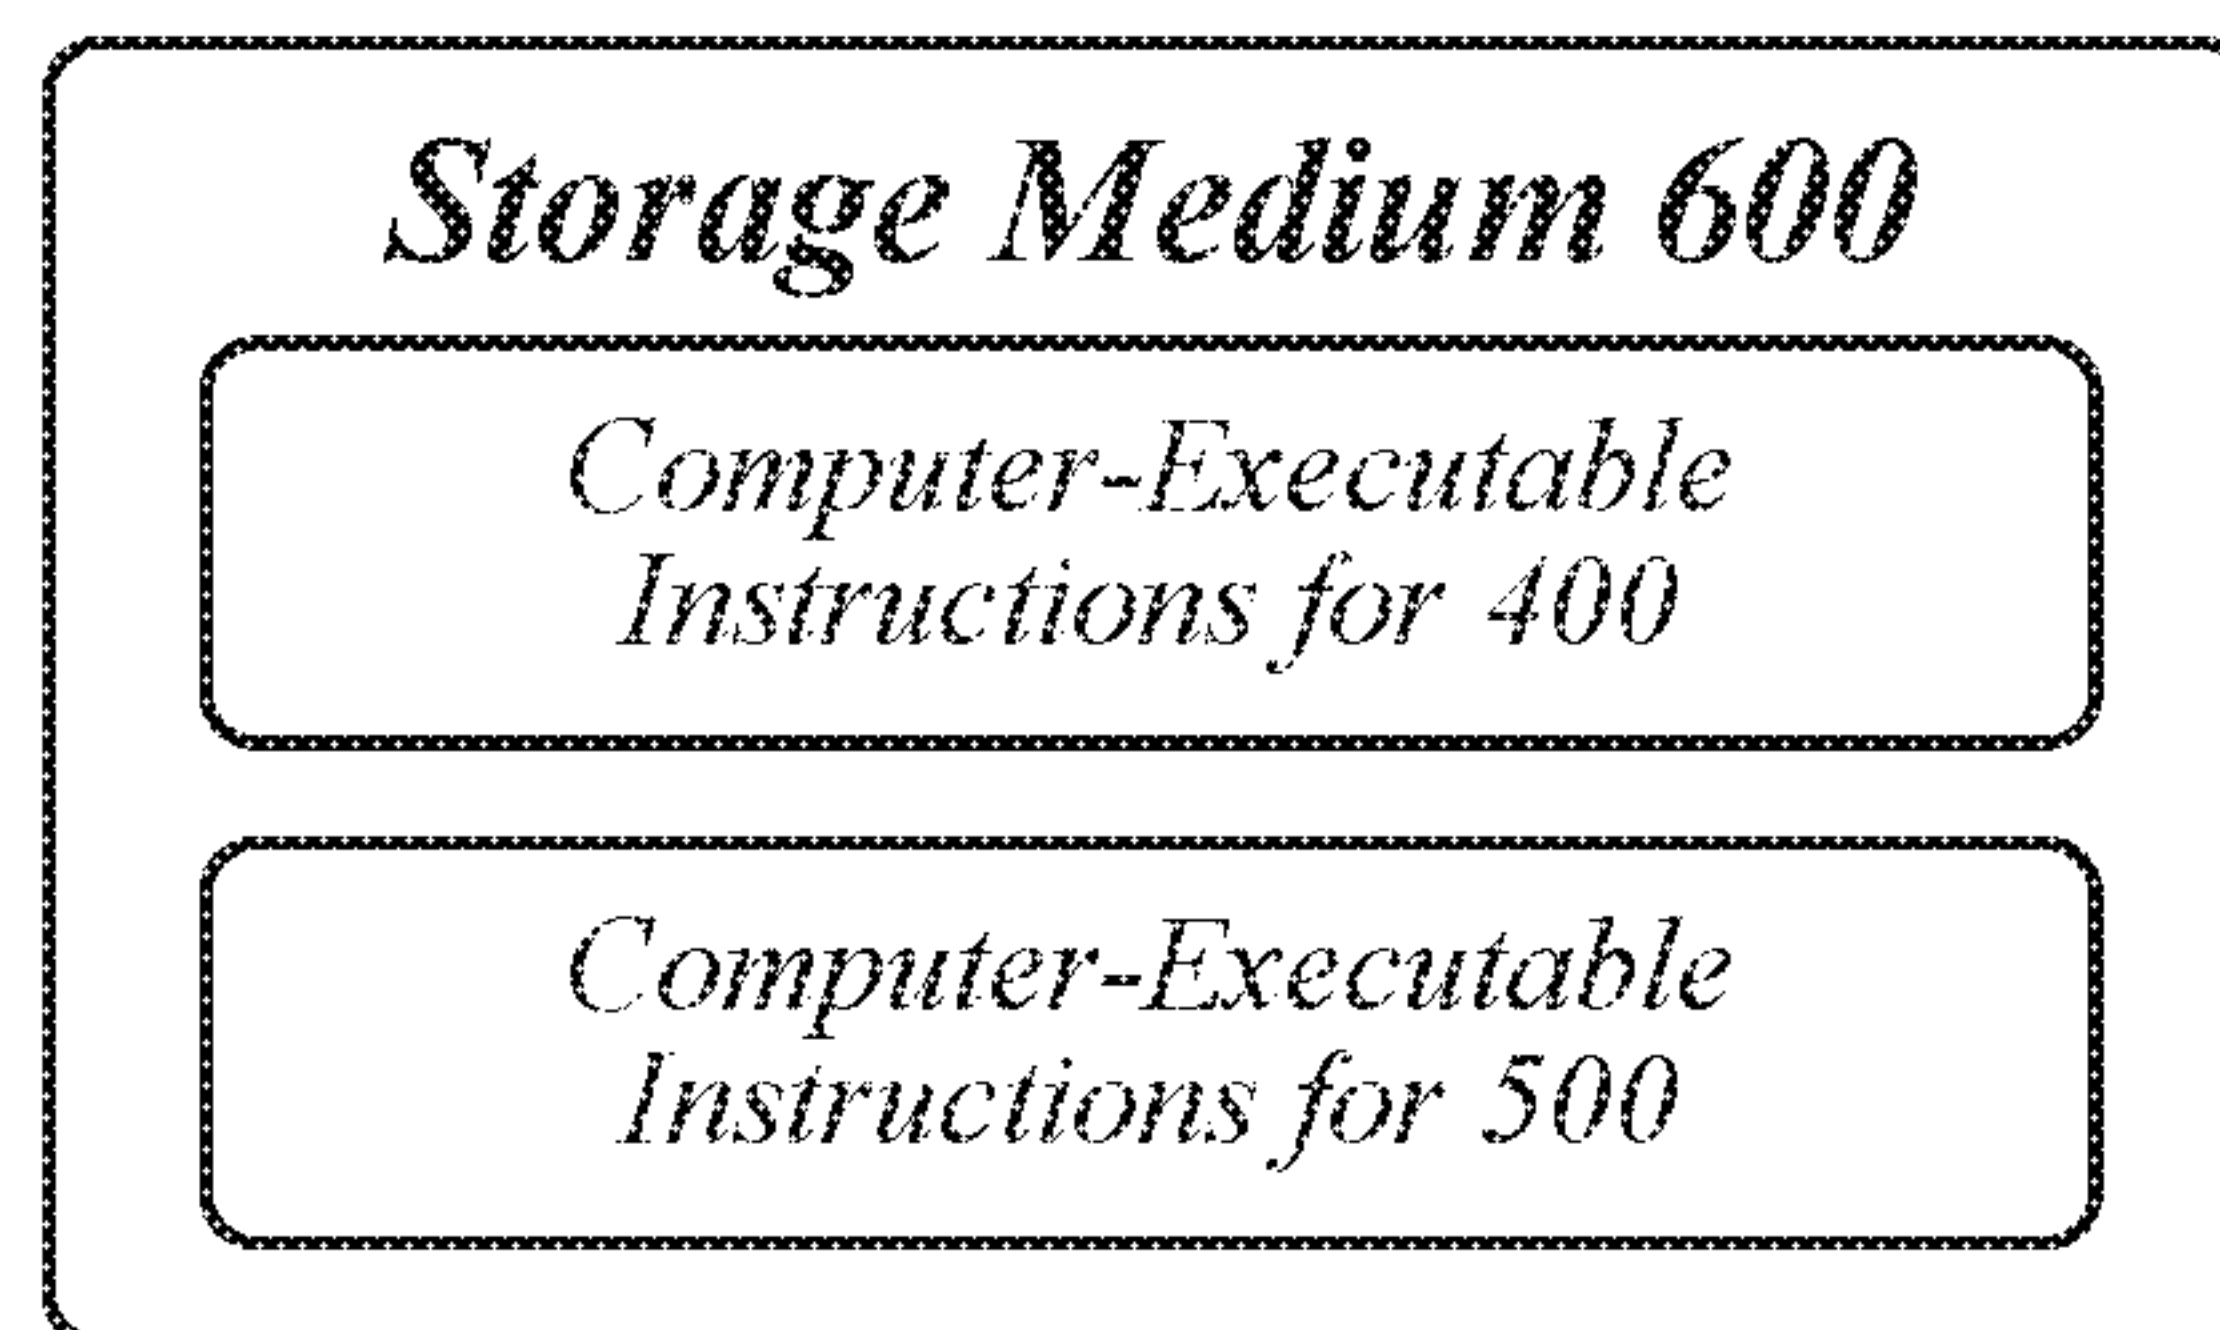 Storage Medium 600
Computer-Executable
Instructions for 400
Computer-Executable
Instructions for 500